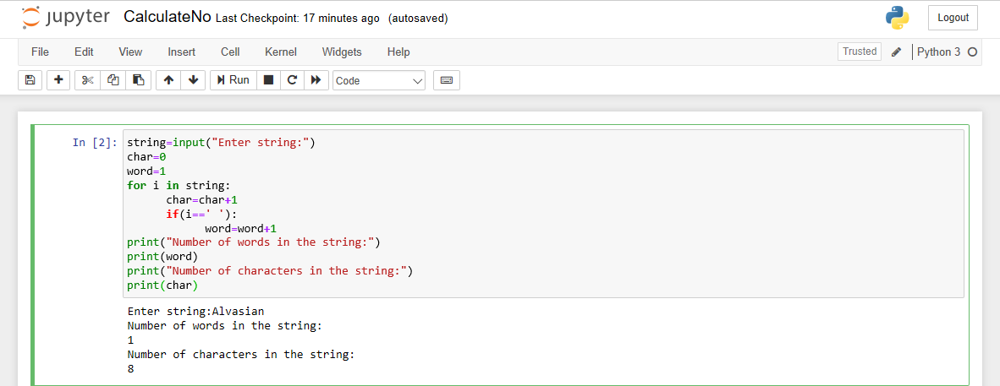 jupyter CalculateNo Last Checkpoint: 17 minutes ago (autosaved)
Logout
File Edit View Insert Cell Kernel Widgets Help
Trusted Python 3
Run Code
In [2]: string=input("Enter string:")
char=0
word=1
for i in string:
char=char+1
if(i==' '):
word=word+1
print("Number of words in the string:")
print(word)
print("Number of characters in the string:")
print(char)
Enter string:Alvasian
Number of words in the string:
1
Number of characters in the string:
8